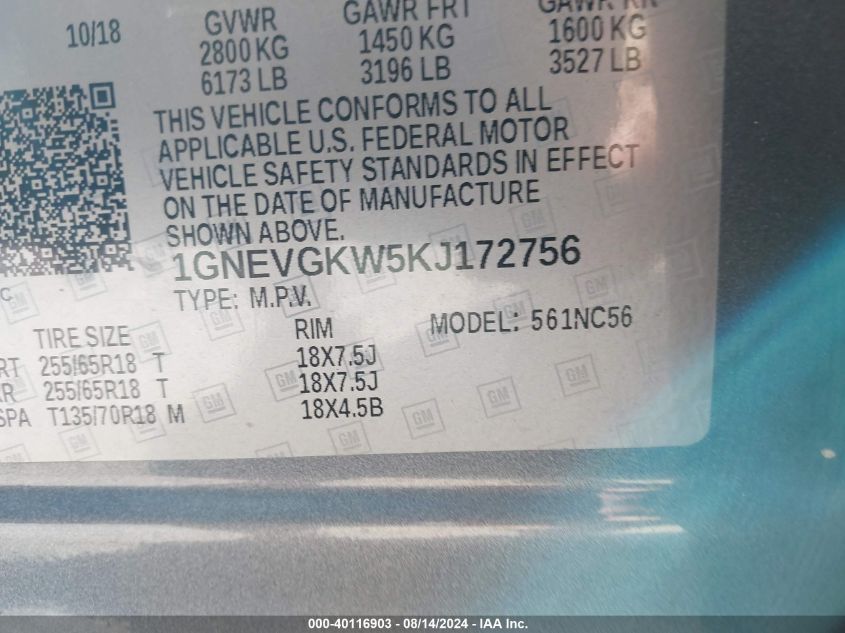 10/18 GVWR GAWR FRT GAWR RR
2800 KG 1450 KG 1600 KG
6173 LB 3196 LB 3527 LB
THIS VEHICLE CONFORMS TO ALL
APPLICABLE U.S. FEDERAL MOTOR
VEHICLE SAFETY STANDARDS IN EFFECT
ON THE DATE OF MANUFACTURE
SHOWN ABOVE.
1GNEVGKW5KJ172756
TYPE: M.P.V.
MODEL: 561NC56
TIRE SIZE RIM
RT 255/65R18 T 18X7.5J
R 255/65R18 T 18X7.5J
SPA T135/70R18 M 18X4.5B
000-40116903 - 08/14/2024 - IAA Inc.